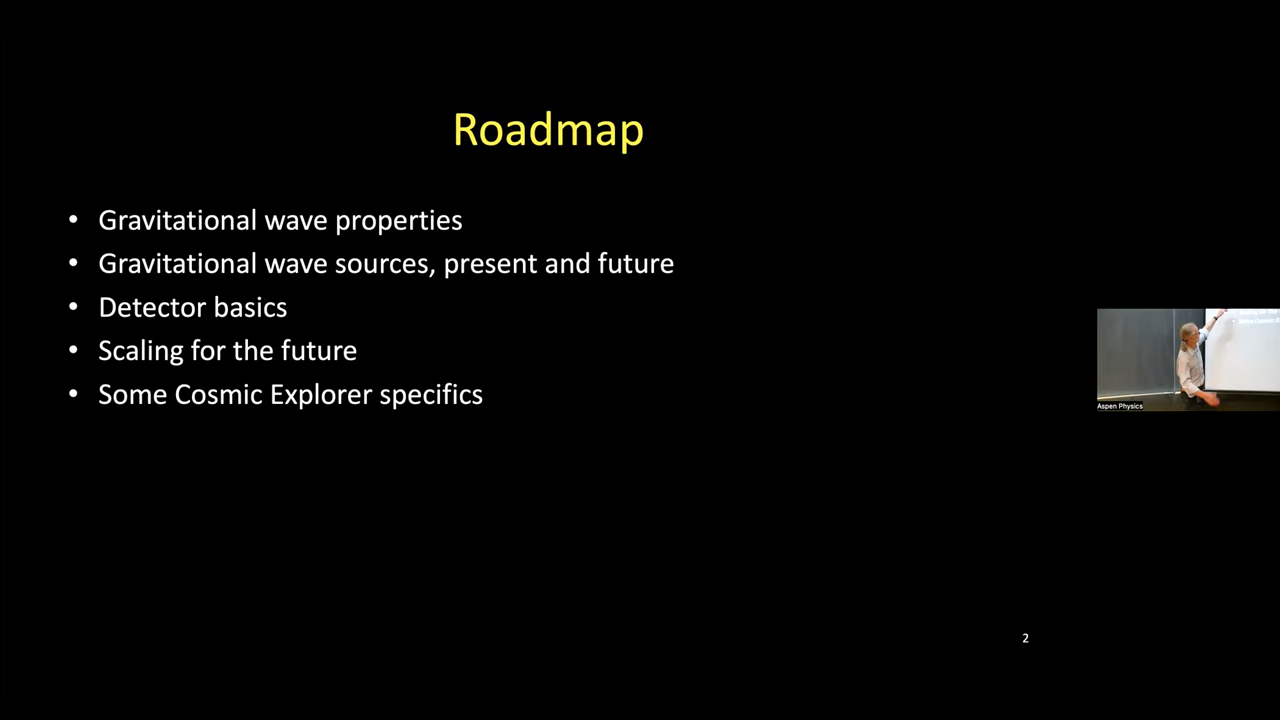 Roadmap
• Gravitational wave properties
• Gravitational wave sources, present and future
• Detector basics
• Scaling for the future
• Some Cosmic Explorer specifics
Aspen Physics
2